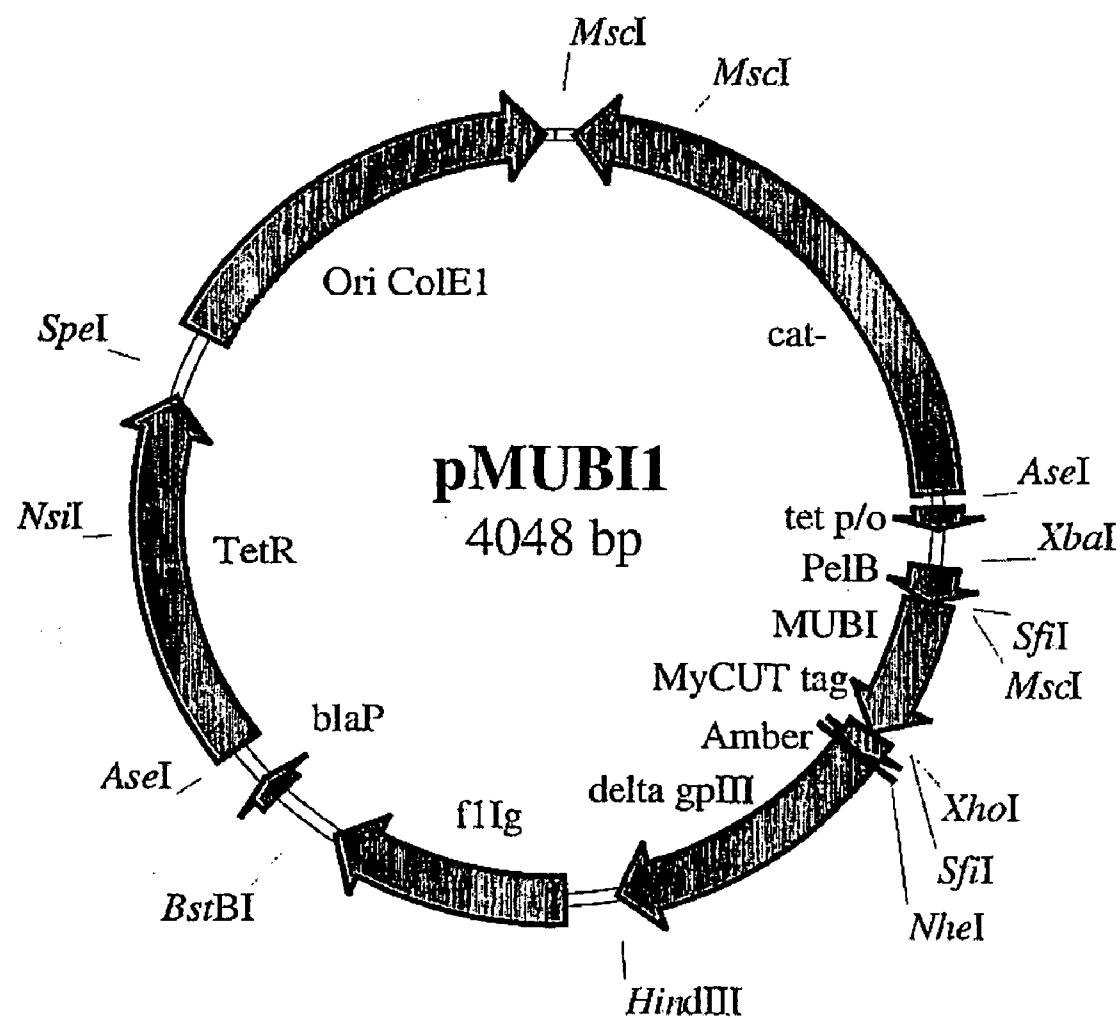 MscI
MscI
Ori ColE1
SpeI
cat-
pMUBI1
4048 bp
AseI
NsiI
TetR
tet p/o
XbaI
PelB
MUBI
SfiI
MscI
MyCUT tag
Amber
blaP
AseI
delta gpIII
f1Ig
XhoI
SfiI
BstBI
NheI
HindIII